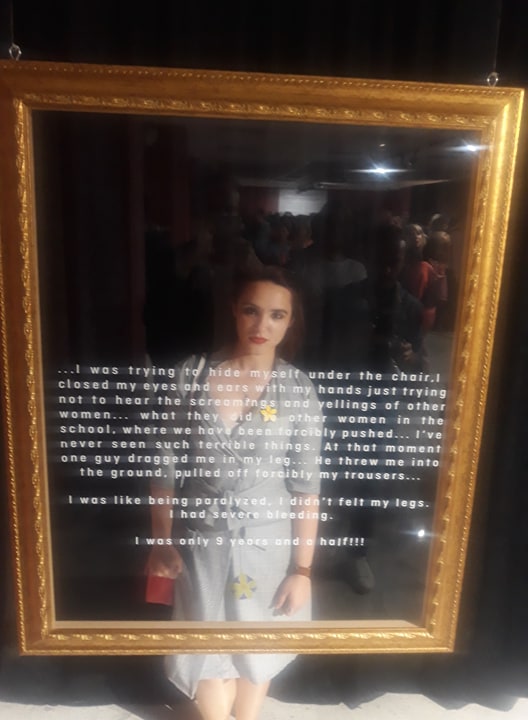 ...I was trying to hide myself under the chair.I
closed my eyes and ears with my hands just trying
not to hear the screamings and yellings of other
women... what they did to other women in the
school, where we have been forcibly pushed... I've
never seen such terrible things. At that moment
one guy dragged me in my leg... He threw me into
the ground, pulled off forcibly my trousers...
I was like being paralyzed, I didn't felt my legs.
I had severe bleeding.
I was only 9 years and a half!!!